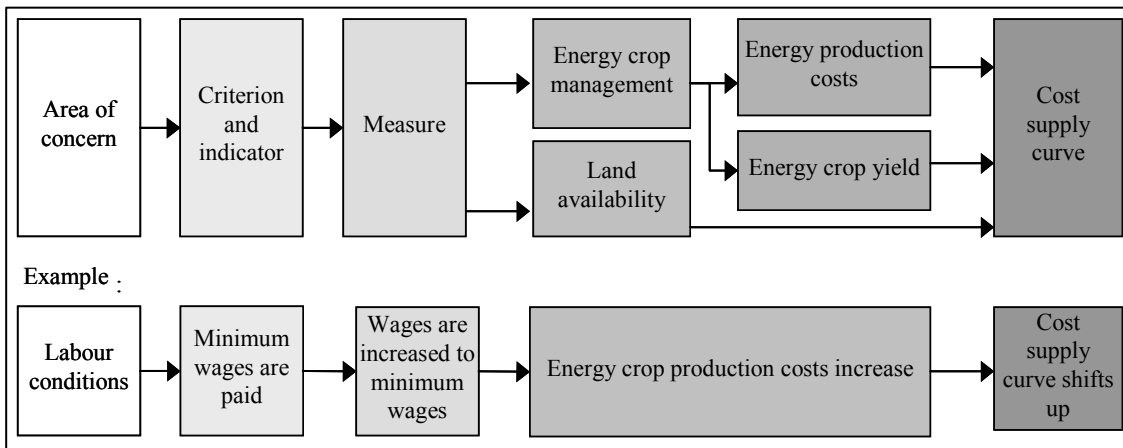 Area of
concern
Criterion
and
indicator
Measure
Energy crop
management
Land
availability
Energy production
costs
Energy crop yield
Cost
supply
curve
Example :
Labour
conditions
Minimum
wages are
paid
Wages are
increased to
minimum
wages
Energy crop production costs increase
Cost
supply
curve shifts
up